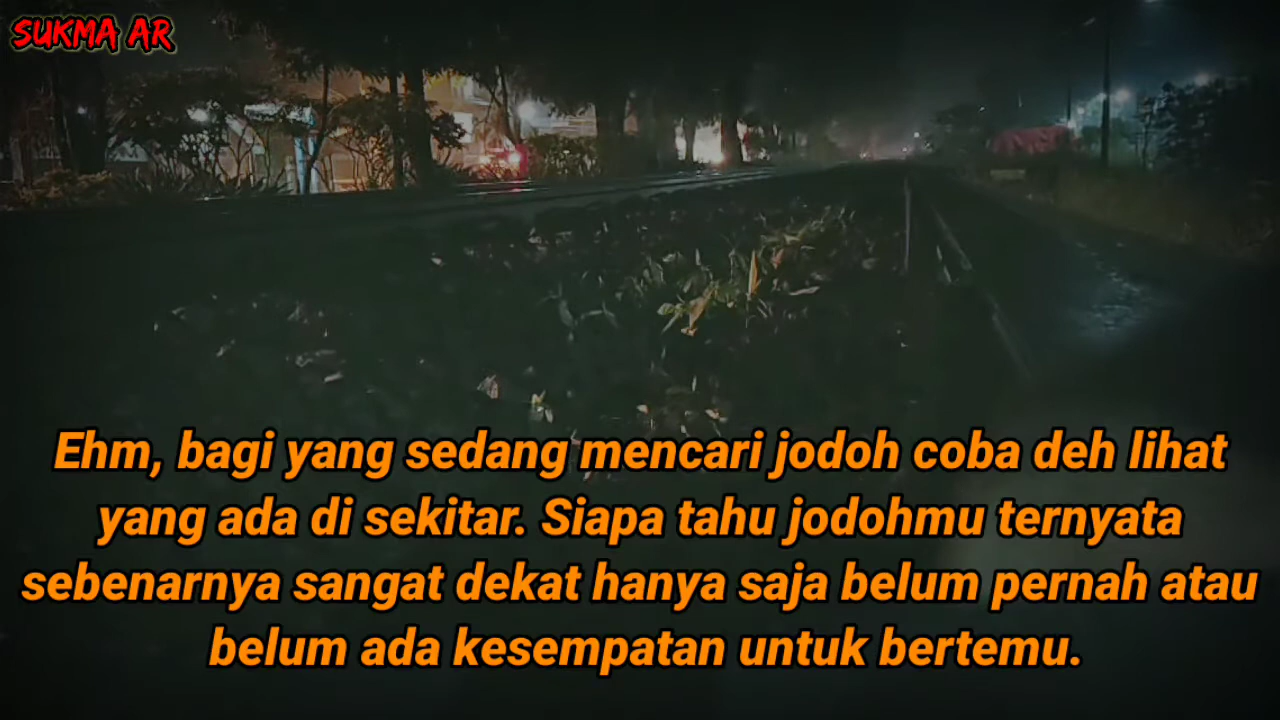 SUKMA AR
Ehm, bagi yang sedang mencari jodoh coba deh lihat
yang ada di sekitar. Siapa tahu jodohmu ternyata
sebenarnya sangat dekat hanya saja belum pernah atau
belum ada kesempatan untuk bertemu.